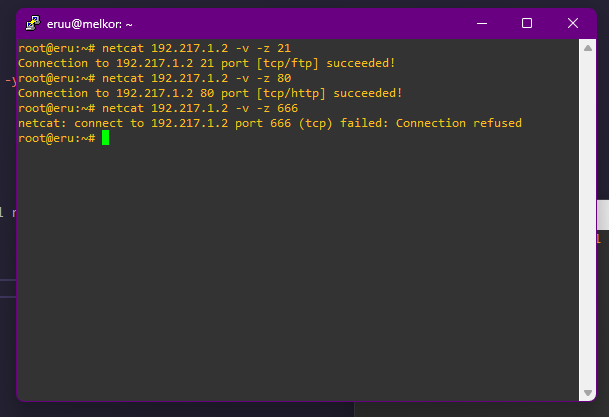 eruu@melkor: ~
root@eru:~# netcat 192.217.1.2 -v -z 21
Connection to 192.217.1.2 21 port [tcp/ftp] succeeded!
root@eru:~# netcat 192.217.1.2 -v -z 80
Connection to 192.217.1.2 80 port [tcp/http] succeeded!
root@eru:~# netcat 192.217.1.2 -v -z 666
netcat: connect to 192.217.1.2 port 666 (tcp) failed: Connection refused
root@eru:~#